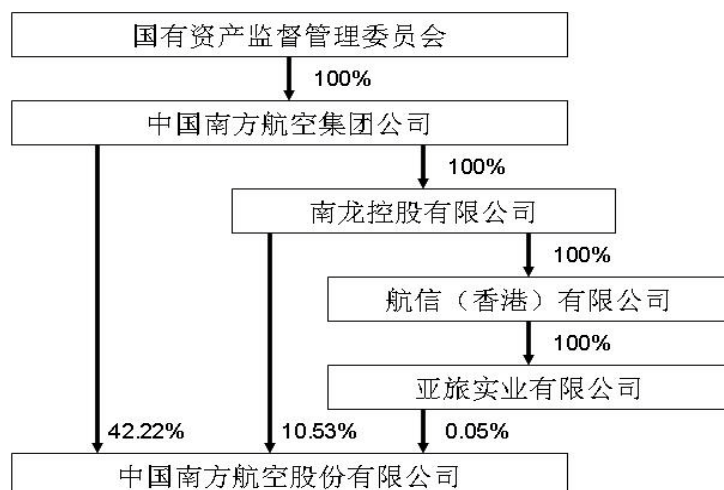 国有资产监督管理委员会
100%
中国南方航空集团公司
100%
南龙控股有限公司
100%
航信（香港）有限公司
100%
亚旅实业有限公司
42.22%
10.53%
0.05%
中国南方航空股份有限公司